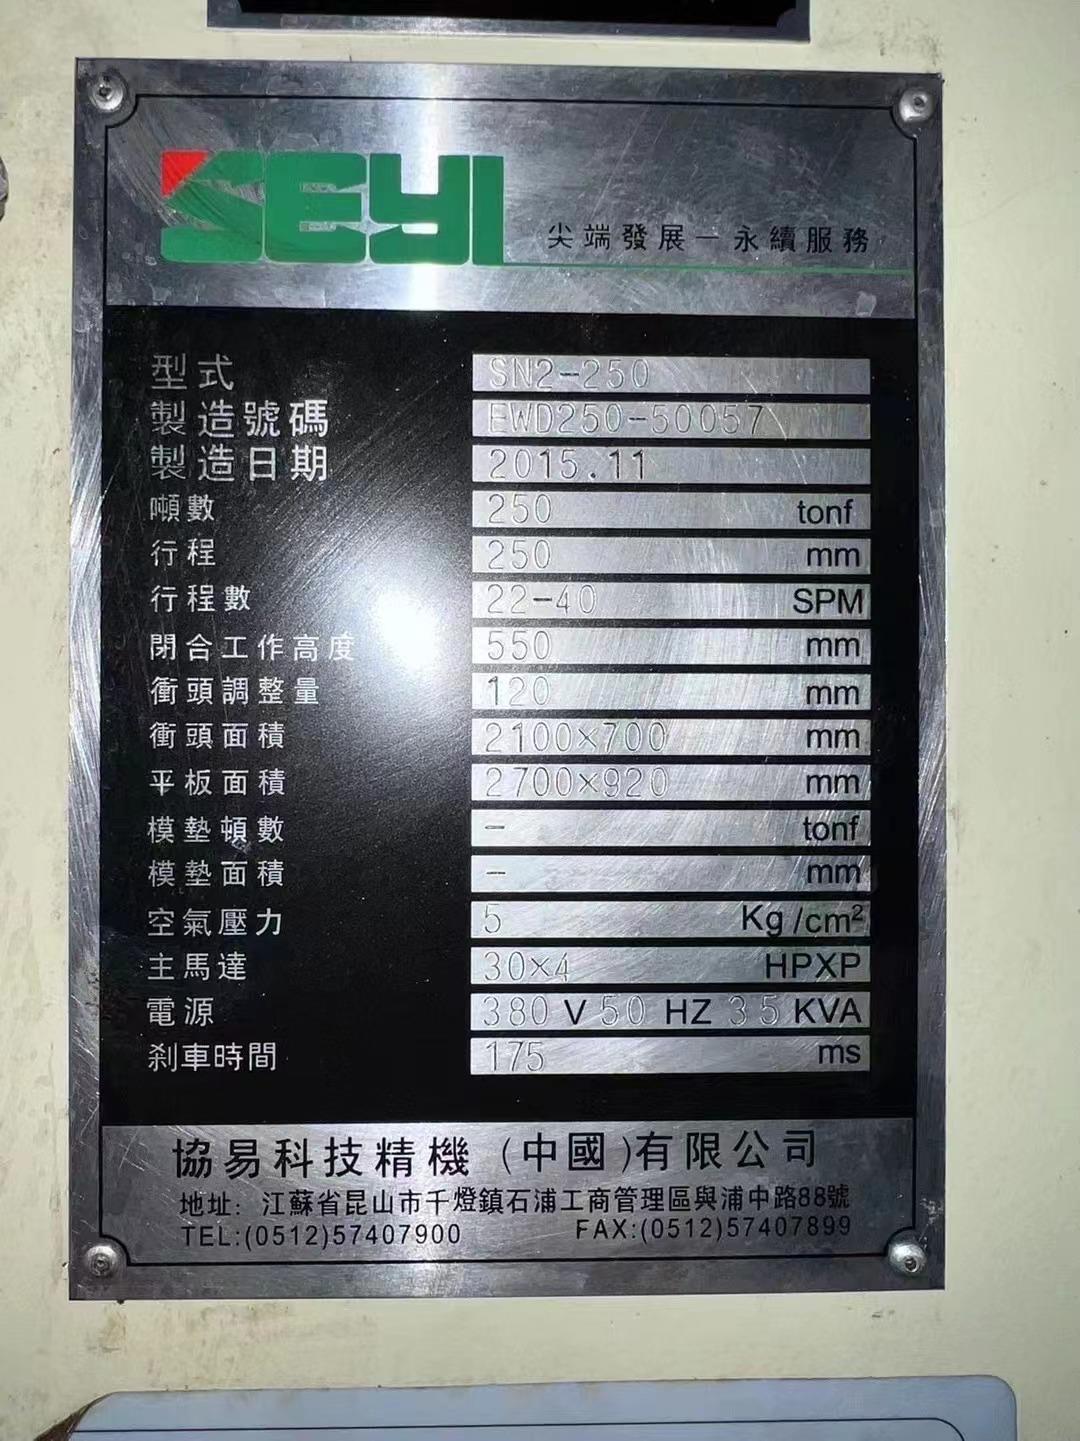 SEYI
尖端發展一永續服務
型式 SN2-250
製造號碼 EWD250-50057
製造日期 2015.11
噸數 250 tonf
行程 250 mm
行程數 22-40 SPM
閉合工作高度 550 mm
衝頭調整量 120 mm
衝頭面積 2100×700 mm
平板面積 2700×920 mm
模墊頓數 - tonf
模墊面積 - mm
空氣壓力 5 Kg/cm²
主馬達 30×4 HPXP
電源 380 V 50 HZ 35 KVA
刹車時間 175 ms
協易科技精機(中國)有限公司
地址: 江蘇省昆山市千燈鎮石浦工商管理區與浦中路88號
TEL:(0512)57407900 FAX:(0512)57407899